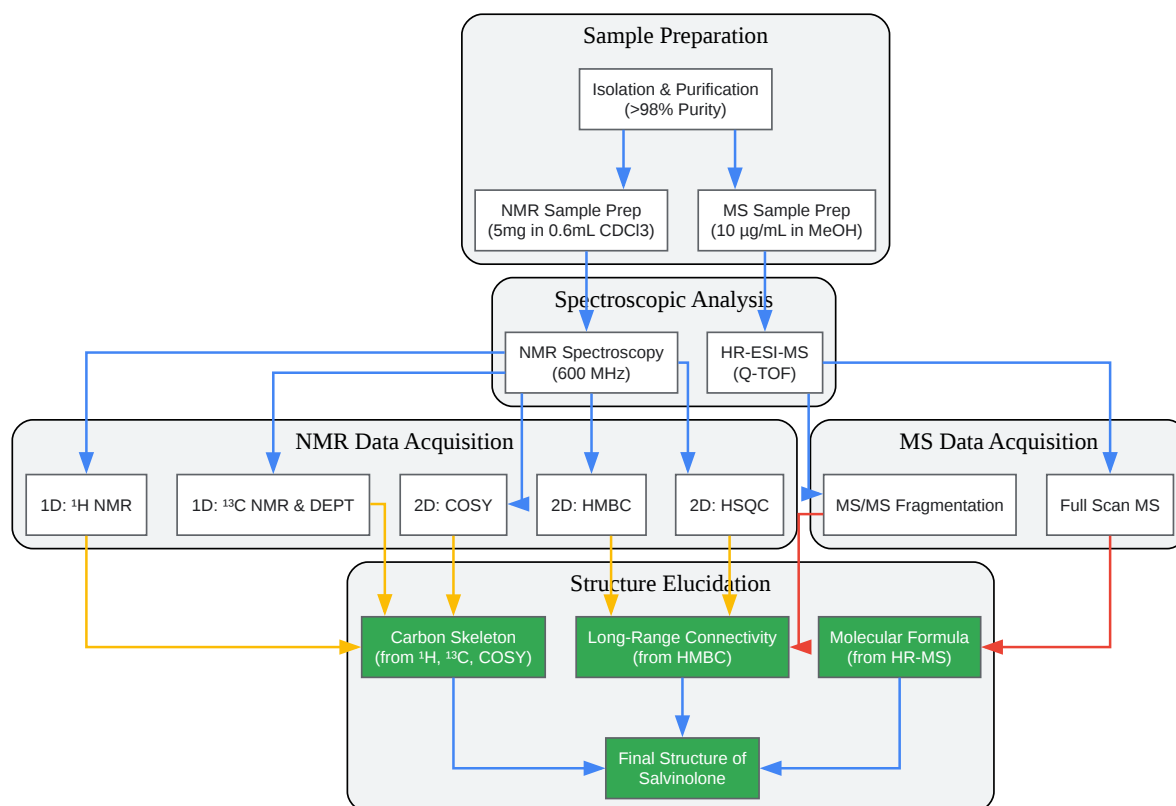 Sample Preparation
Isolation & Purification
(>98% Purity)
NMR Sample Prep
(5mg in 0.6mL CDCl3)
MS Sample Prep
(10 µg/mL in MeOH)
Spectroscopic Analysis
NMR Spectroscopy
(600 MHz)
HR-ESI-MS
(Q-TOF)
NMR Data Acquisition
MS Data Acquisition
1D: ¹H NMR
1D: ¹³C NMR & DEPT
2D: COSY
2D: HMBC
2D: HSQC
MS/MS Fragmentation
Full Scan MS
Structure Elucidation
Carbon Skeleton
(from ¹H, ¹³C, COSY)
Long-Range Connectivity
(from HMBC)
Molecular Formula
(from HR-MS)
Final Structure of
Salvinolone